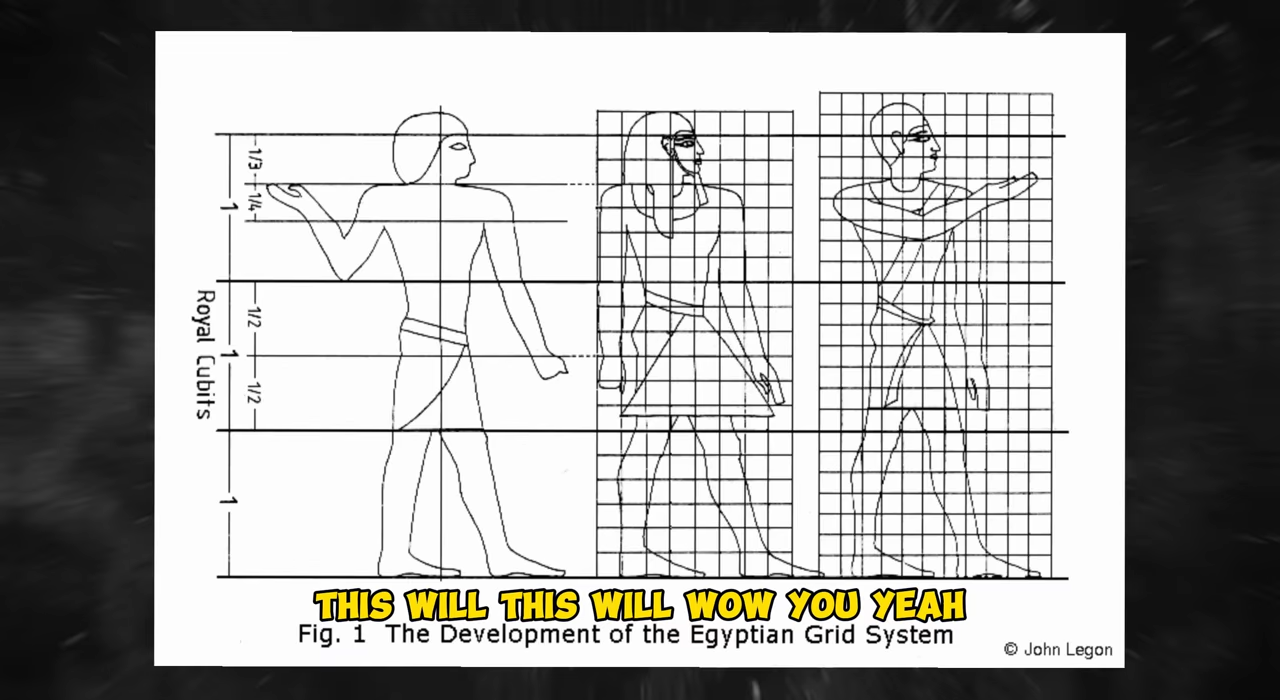 1/3
1/4
1
1/2
1
1/2
1
Royal Cubits
THIS WILL THIS WILL WOW YOU YEAH
Fig. 1 The Development of the Egyptian Grid System
© John Legon